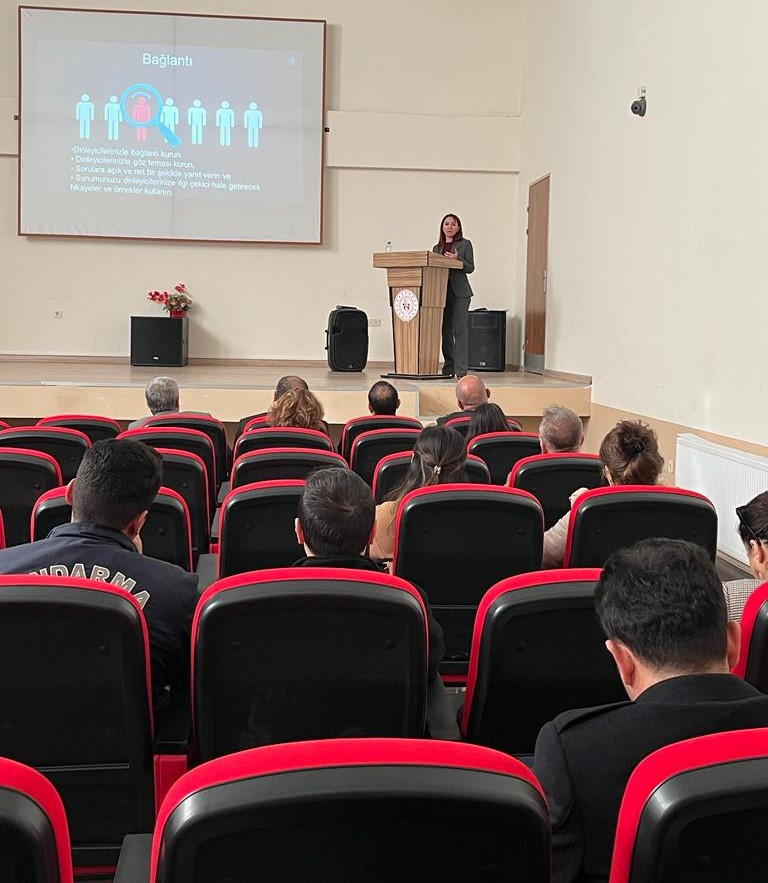 Bağlantı
•Dinleyicilerinizle bağlantı kurun,
• Dinleyicilerinizle göz teması kurun,
• Sorulara açık ve net bir şekilde yanıt verin ve
• Sunumunuzu dinleyicilerinize ilgi çekici hale getirecek
hikayeler ve örnekler kullanın.
NDARMA